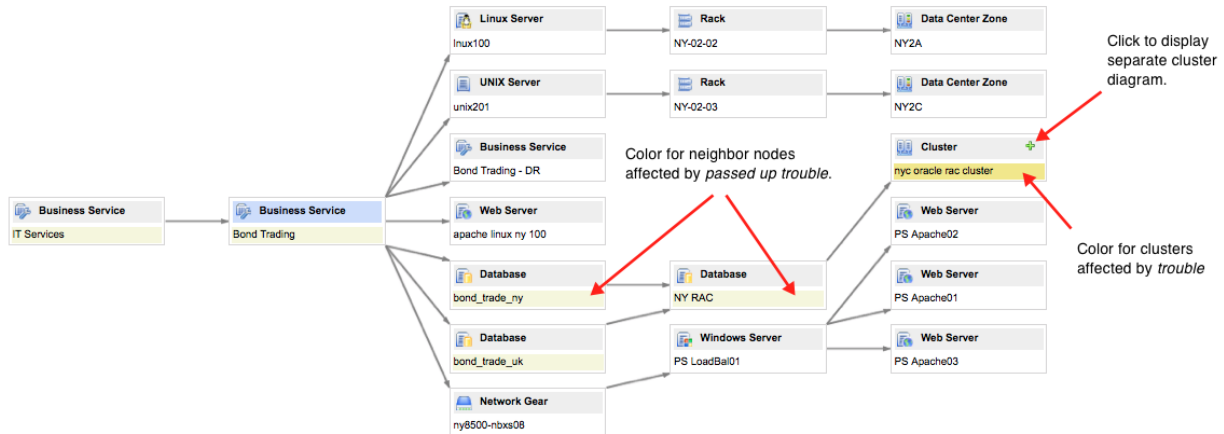 Linux Server
lnux100
Rack
NY-02-02
Data Center Zone
NY2A
Click to display
separate cluster
diagram.
UNIX Server
unix201
Rack
NY-02-03
Data Center Zone
NY2C
Business Service
Bond Trading - DR
Color for neighbor nodes
affected by passed up trouble.
Cluster
nyc oracle rac cluster
Business Service
IT Services
Business Service
Bond Trading
Web Server
apache linux ny 100
Web Server
PS Apache02
Color for clusters
affected by trouble
Database
bond_trade_ny
Database
NY RAC
Web Server
PS Apache01
Database
bond_trade_uk
Windows Server
PS LoadBal01
Web Server
PS Apache03
Network Gear
ny8500-nbxs08